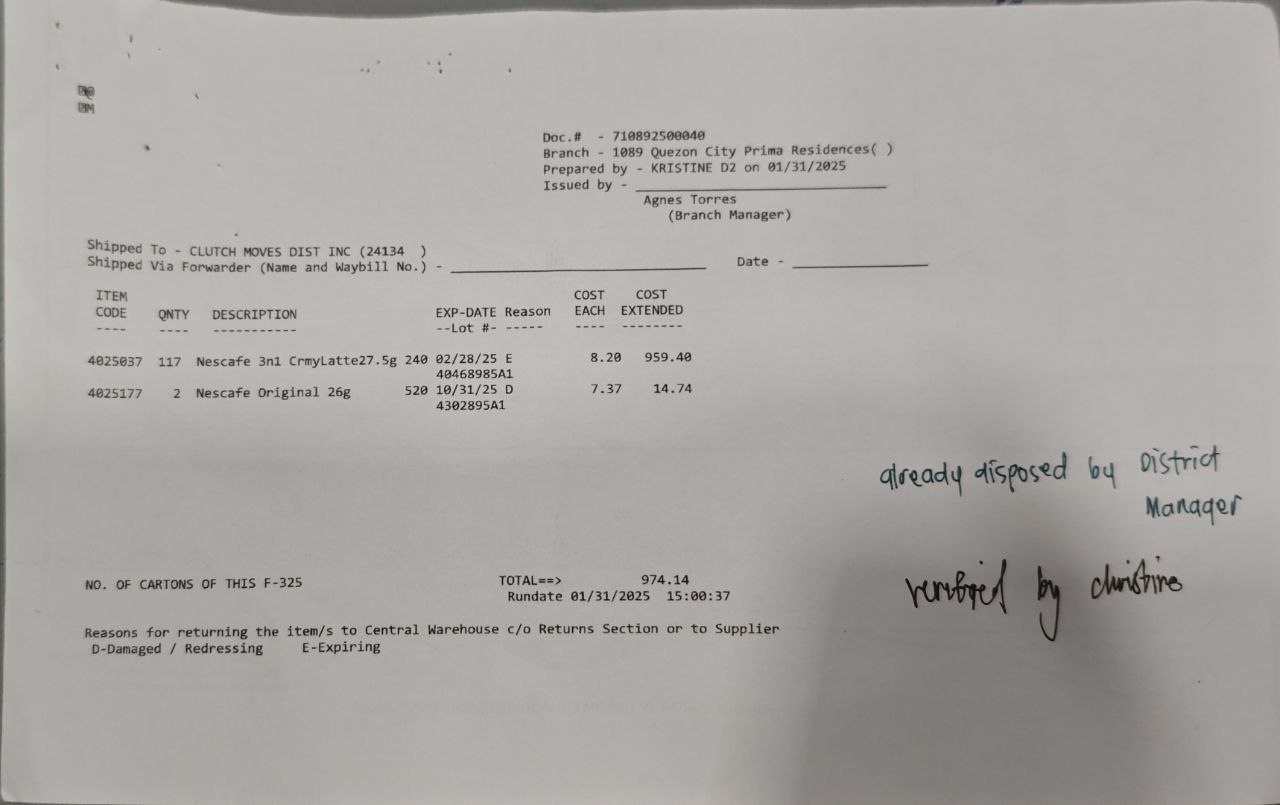 Doc.# - 710892500040
Branch - 1089 Quezon City Prima Residences( )
Prepared by - KRISTINE D2 on 01/31/2025
Issued by - ____________________
Agnes Torres
(Branch Manager)
Shipped To - CLUTCH MOVES DIST INC (24134 )
Shipped Via Forwarder (Name and Waybill No.) - ____________________ Date - ____________________
ITEM COST COST
CODE QNTY DESCRIPTION EXP-DATE Reason EACH EXTENDED
---- ---- ----------- --Lot #- ----- ---- --------
4025037 117 Nescafe 3n1 CrmyLatte27.5g 240 02/28/25 E 8.20 959.40
40468985A1
4025177 2 Nescafe Original 26g 520 10/31/25 D 7.37 14.74
4302895A1
already disposed by District
Manager
verified by christine
NO. OF CARTONS OF THIS F-325 TOTAL==> 974.14
Rundate 01/31/2025 15:00:37
Reasons for returning the item/s to Central Warehouse c/o Returns Section or to Supplier
D-Damaged / Redressing E-Expiring